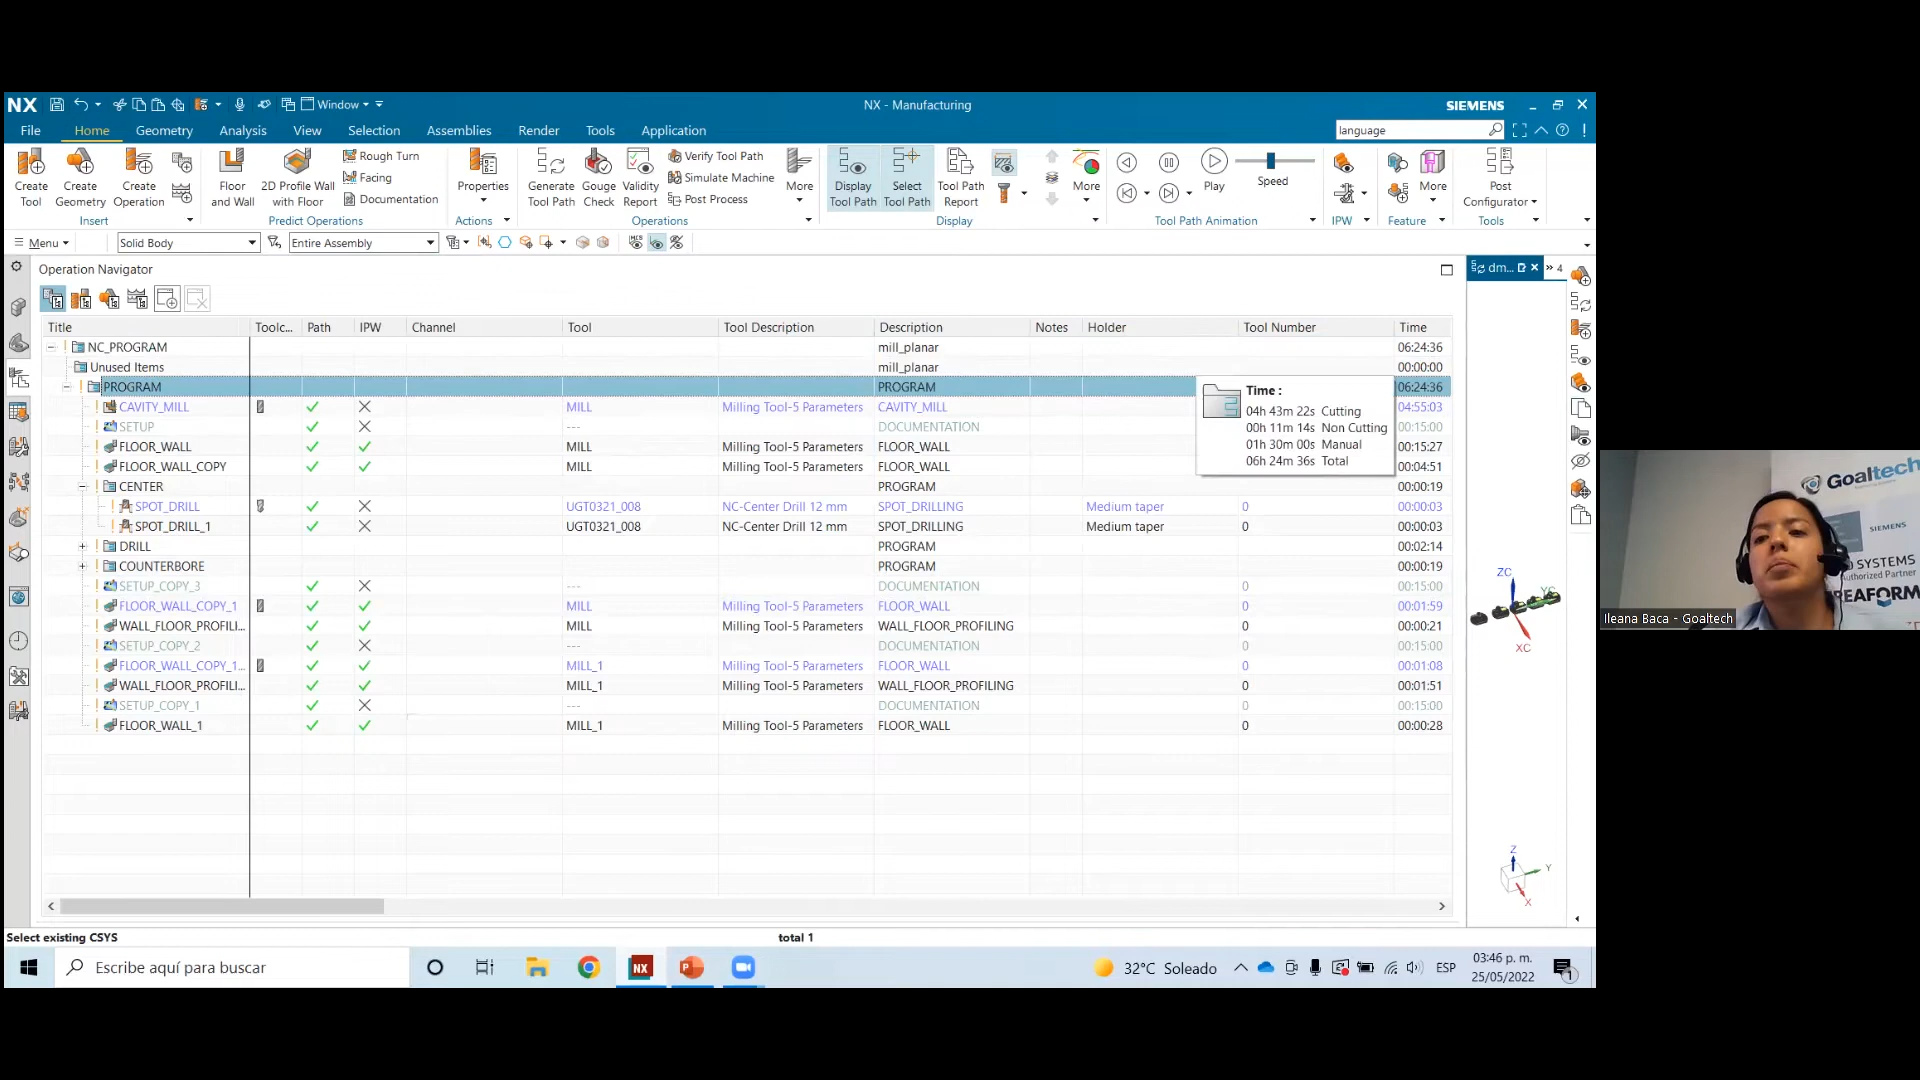 NX Window NX - Manufacturing SIEMENS
File Home Geometry Analysis View Selection Assemblies Render Tools Application language
Rough Turn Verify Tool Path
Facing Simulate Machine
Documentation Post Process
Create Tool Create Geometry Create Operation Floor and Wall 2D Profile Wall with Floor Properties Generate Tool Path Gouge Check Validity Report More Display Tool Path Select Tool Path Tool Path Report More Play Speed More Post Configurator
Insert Predict Operations Actions Operations Display Tool Path Animation IPW Feature Tools
Menu Solid Body Entire Assembly
Operation Navigator dm... 4
Title Toolc... Path IPW Channel Tool Tool Description Description Notes Holder Tool Number Time
NC_PROGRAM mill_planar 06:24:36
Unused Items mill_planar 00:00:00
PROGRAM PROGRAM 06:24:36
Time :
04h 43m 22s Cutting
00h 11m 14s Non Cutting
01h 30m 00s Manual
06h 24m 36s Total
CAVITY_MILL MILL Milling Tool-5 Parameters CAVITY_MILL 04:55:03
SETUP --- DOCUMENTATION 00:15:00
FLOOR_WALL MILL Milling Tool-5 Parameters FLOOR_WALL 00:15:27
FLOOR_WALL_COPY MILL Milling Tool-5 Parameters FLOOR_WALL 00:04:51
CENTER PROGRAM 00:00:19
SPOT_DRILL UGT0321_008 NC-Center Drill 12 mm SPOT_DRILLING Medium taper 0 00:00:03
SPOT_DRILL_1 UGT0321_008 NC-Center Drill 12 mm SPOT_DRILLING Medium taper 0 00:00:03
DRILL PROGRAM 00:02:14
COUNTERBORE PROGRAM 00:00:19
SETUP_COPY_3 --- DOCUMENTATION 0 00:15:00
FLOOR_WALL_COPY_1 MILL Milling Tool-5 Parameters FLOOR_WALL 0 00:01:59
WALL_FLOOR_PROFILI... MILL Milling Tool-5 Parameters WALL_FLOOR_PROFILING 0 00:00:21
SETUP_COPY_2 --- DOCUMENTATION 0 00:15:00
FLOOR_WALL_COPY_1... MILL_1 Milling Tool-5 Parameters FLOOR_WALL 0 00:01:08
WALL_FLOOR_PROFILI... MILL_1 Milling Tool-5 Parameters WALL_FLOOR_PROFILING 0 00:01:51
SETUP_COPY_1 --- DOCUMENTATION 0 00:15:00
FLOOR_WALL_1 MILL_1 Milling Tool-5 Parameters FLOOR_WALL 0 00:00:28
ZC YC
XC
Z Y
X
Select existing CSYS total 1
Escribe aquí para buscar NX 32°C Soleado ESP 03:46 p. m.
25/05/2022 1
Goaltech
SIEMENS
SYSTEMS
Authorized Partner
REAFORM
Ileana Baca - Goaltech